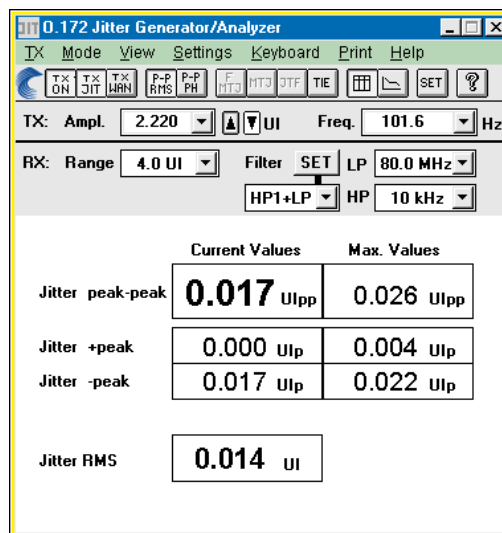 JIT O.172 Jitter Generator/Analyzer
TX Mode View Settings Keyboard Print Help
TX ON TX JIT TX WAN P-P RMS P-P PH F MTJ MTJ JTF TIE SET ?
TX: Ampl. 2.220 UI Freq. 101.6 Hz
RX: Range 4.0 UI Filter SET LP 80.0 MHz
HP1+LP HP 10 kHz
Current Values Max. Values
Jitter peak-peak 0.017 UIpp 0.026 UIpp
Jitter +peak 0.000 UIp 0.004 UIp
Jitter -peak 0.017 UIp 0.022 UIp
Jitter RMS 0.014 UI